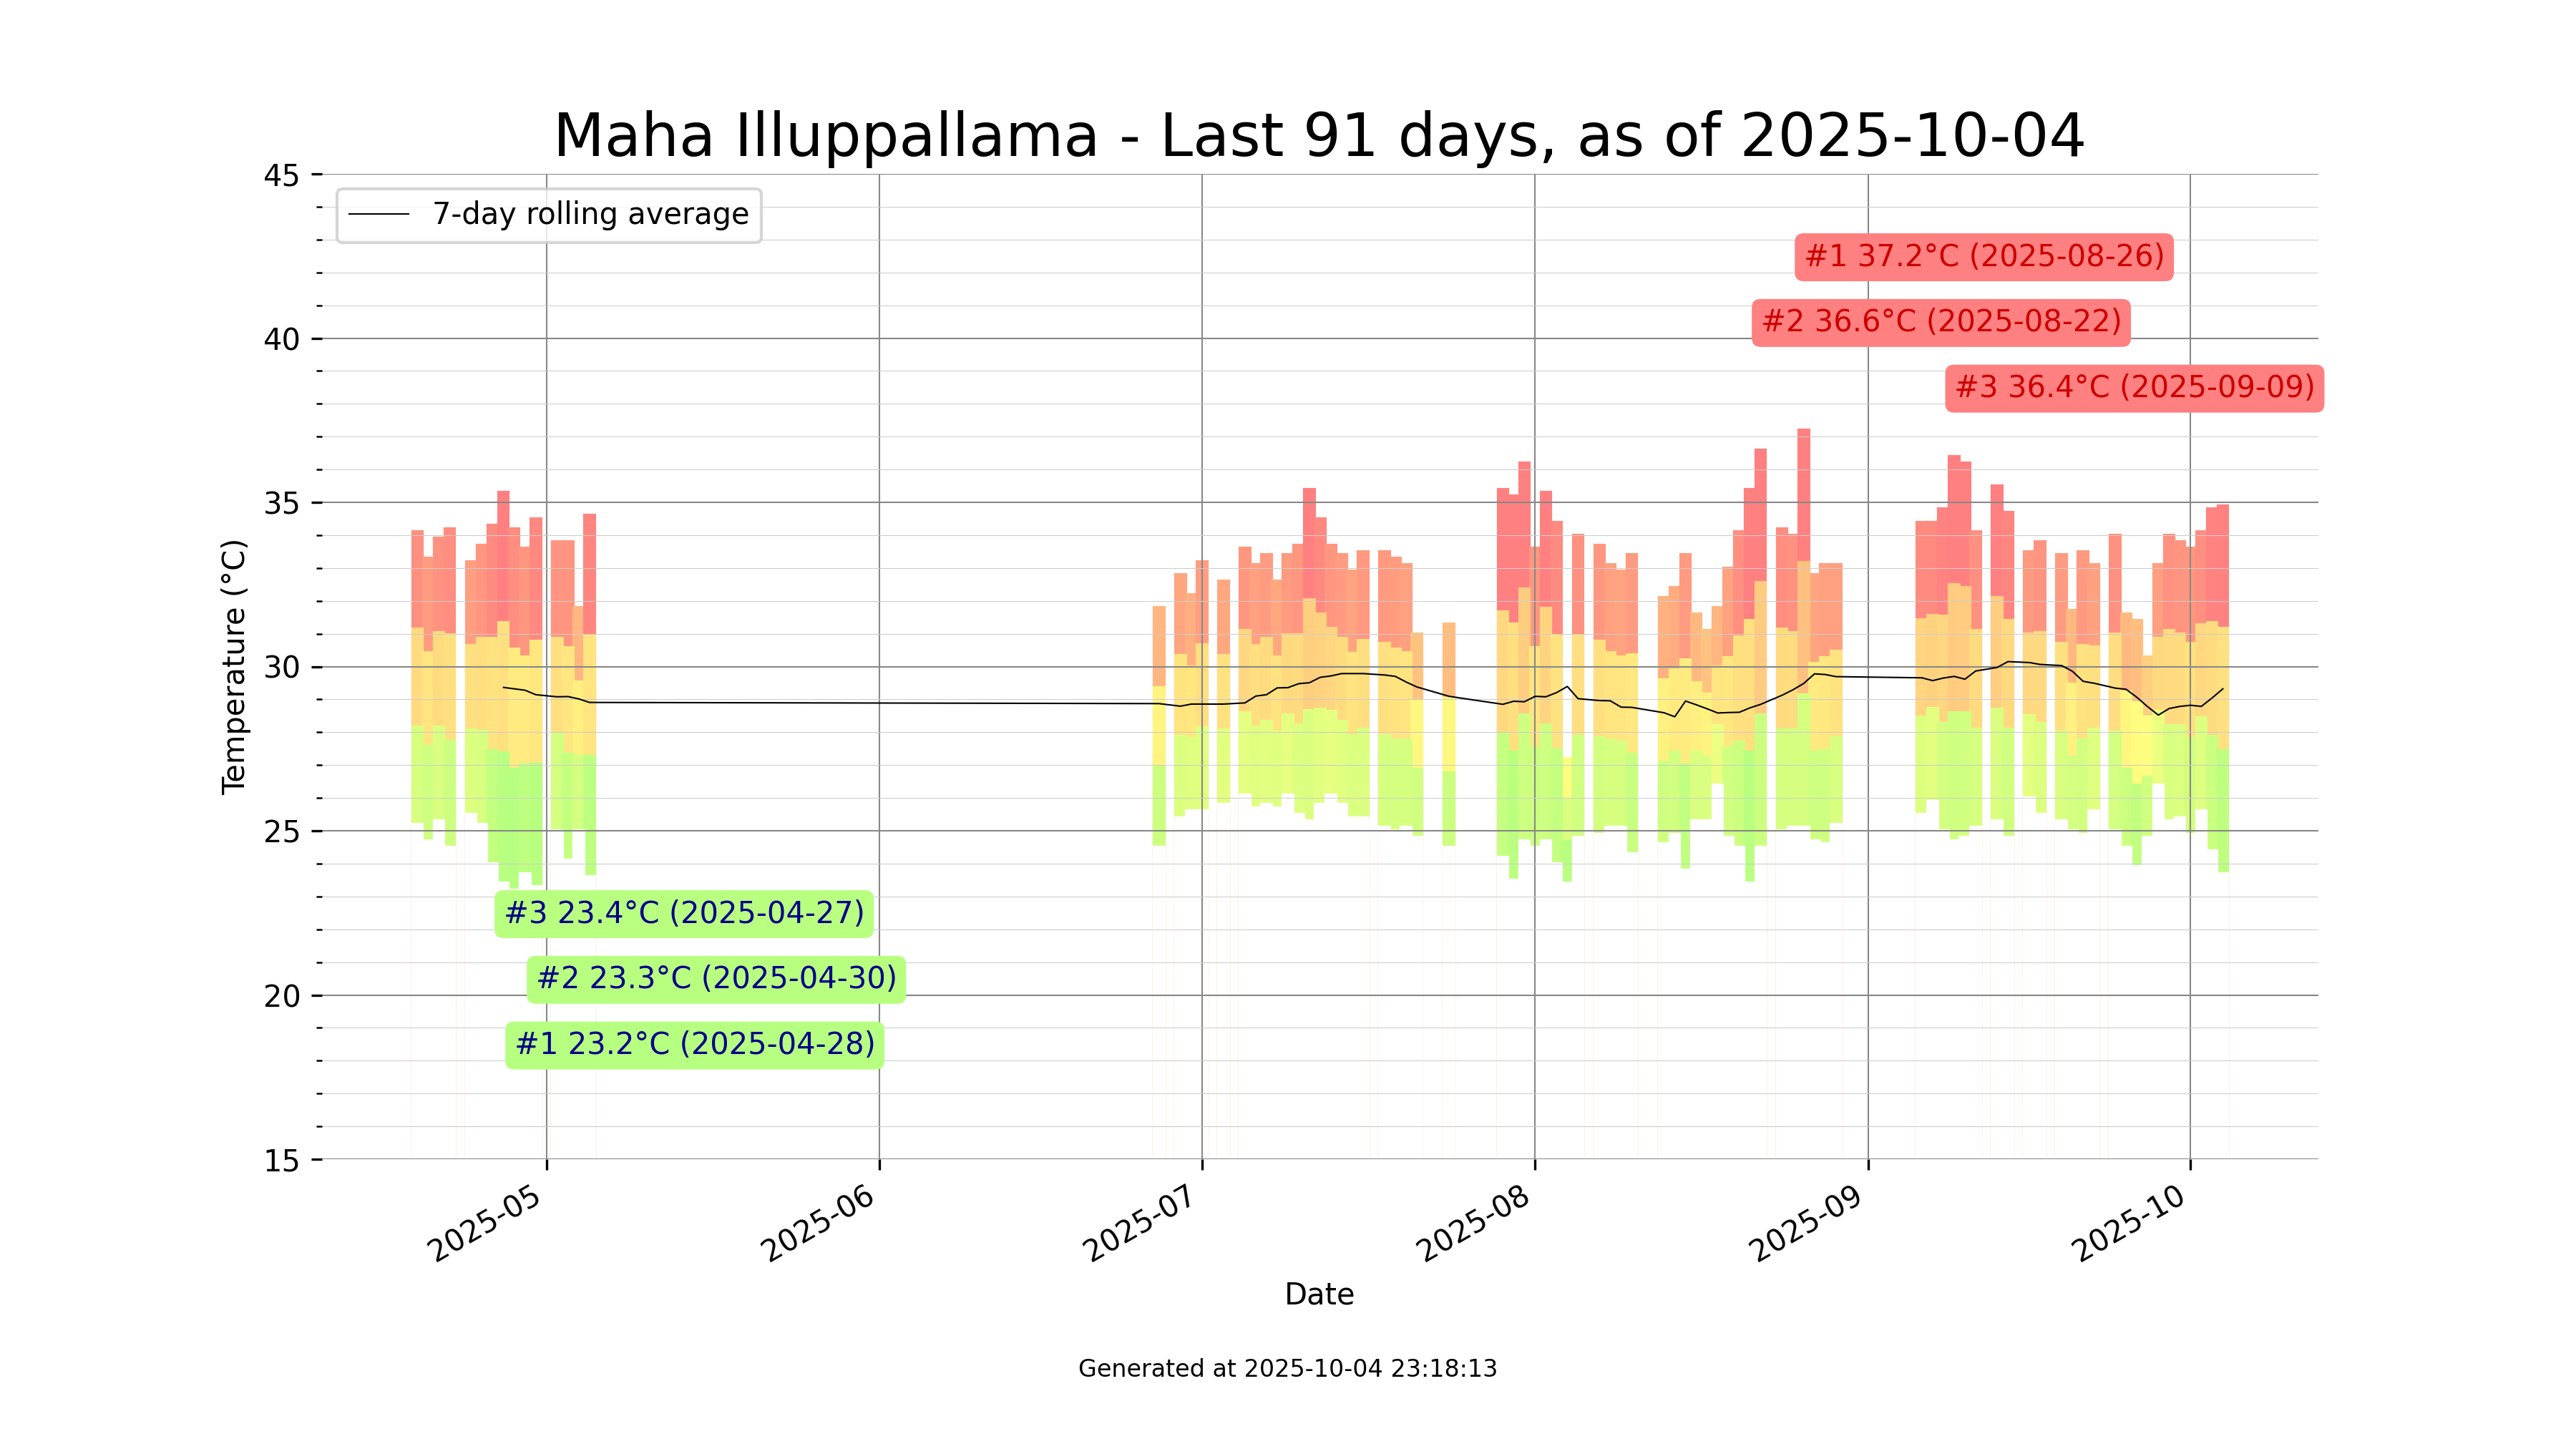 Maha Illuppallama - Last 91 days, as of 2025-10-04
45
7-day rolling average
#1 37.2°C (2025-08-26)
#2 36.6°C (2025-08-22)
40
#3 36.4°C (2025-09-09)
35
30
Temperature (°C)
25
#3 23.4°C (2025-04-27)
#2 23.3°C (2025-04-30)
20
#1 23.2°C (2025-04-28)
15
2025-05
2025-06
2025-07
2025-08
2025-09
2025-10
Date
Generated at 2025-10-04 23:18:13